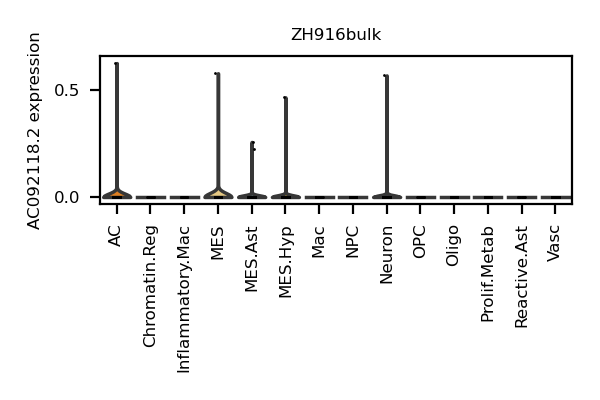 ZH916bulk
AC092118.2 expression
0.5
0.0
AC
Chromatin.Reg
Inflammatory.Mac
MES
MES.Ast
MES.Hyp
Mac
NPC
Neuron
OPC
Oligo
Prolif.Metab
Reactive.Ast
Vasc